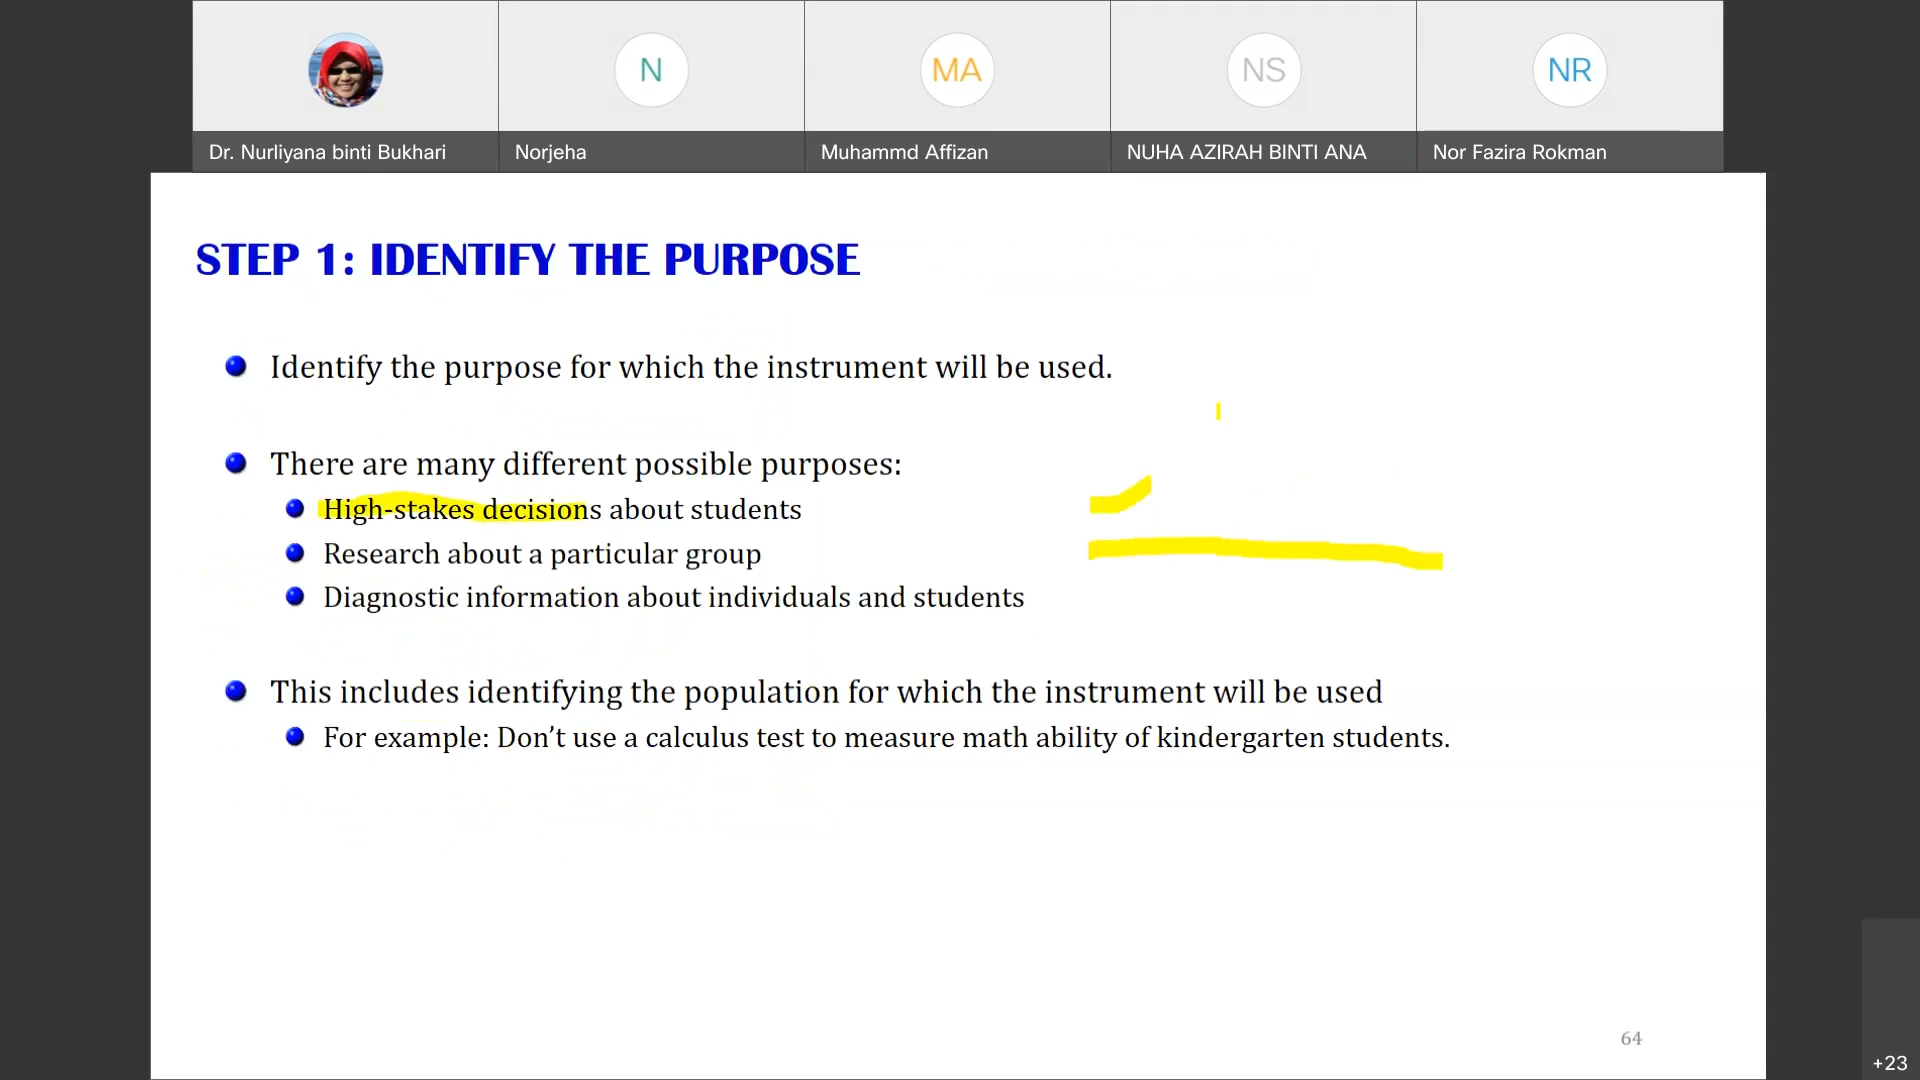 N
MA
NS
NR
Dr. Nurliyana binti Bukhari
Norjeha
Muhammd Affizan
NUHA AZIRAH BINTI ANA
Nor Fazira Rokman
STEP 1: IDENTIFY THE PURPOSE
Identify the purpose for which the instrument will be used.
There are many different possible purposes:
High-stakes decisions about students
Research about a particular group
Diagnostic information about individuals and students
This includes identifying the population for which the instrument will be used
For example: Don’t use a calculus test to measure math ability of kindergarten students.
64
+23